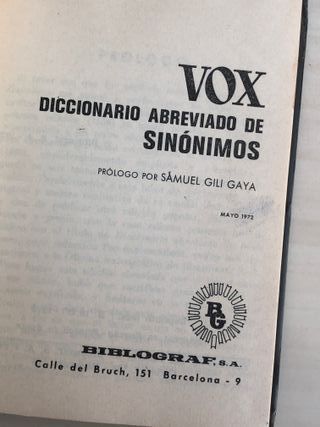 VOX
DICCIONARIO ABREVIADO DE
SINÓNIMOS
PRÓLOGO POR SAMUEL GILI GAYA
MAYO 1972
BG
BIBLOGRAF, S.A.
Calle del Bruch, 151 Barcelona - 9